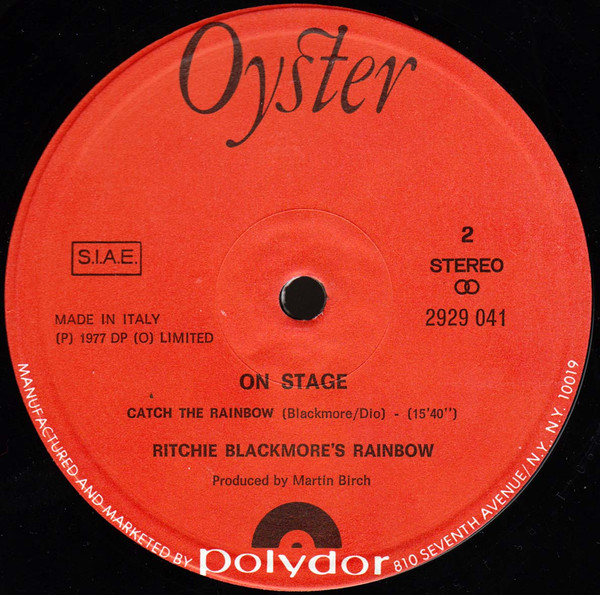 Oyster
S.I.A.E.
2
STEREO
2929 041
MADE IN ITALY
(P) 1977 DP (O) LIMITED
ON STAGE
CATCH THE RAINBOW (Blackmore/Dio) - (15'40'')
RITCHIE BLACKMORE'S RAINBOW
Produced by Martin Birch
MANUFACTURED AND MARKETED BY polydor 810 SEVENTH AVENUE/N.Y. N.Y. 10019